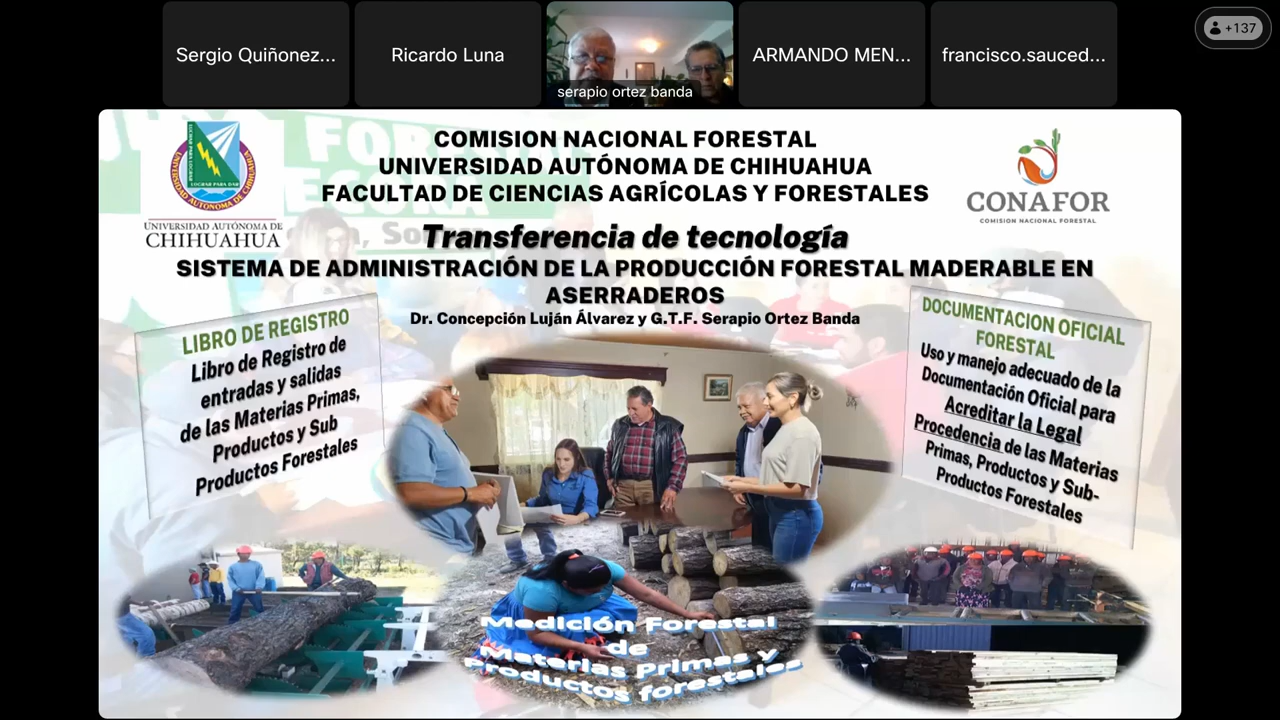 Sergio Quiñonez...
Ricardo Luna
serapio ortez banda
ARMANDO MEN...
francisco.sauced...
+137
COMISION NACIONAL FORESTAL
UNIVERSIDAD AUTÓNOMA DE CHIHUAHUA
FACULTAD DE CIENCIAS AGRÍCOLAS Y FORESTALES
UNIVERSIDAD AUTÓNOMA DE
CHIHUAHUA
CONAFOR
COMISIÓN NACIONAL FORESTAL
Transferencia de tecnología
SISTEMA DE ADMINISTRACIÓN DE LA PRODUCCIÓN FORESTAL MADERABLE EN
ASERRADEROS
Dr. Concepción Luján Álvarez y G.T.F. Serapio Ortez Banda
LIBRO DE REGISTRO
Libro de Registro de
entradas y salidas
de las Materias Primas,
Productos y Sub
Productos Forestales
DOCUMENTACION OFICIAL
FORESTAL
Uso y manejo adecuado de la
Documentación Oficial para
Acreditar la Legal
Procedencia de las Materias
Primas, Productos y Sub-
Productos Forestales
Medición Forestal
de
Materias Primas y
Productos forestales